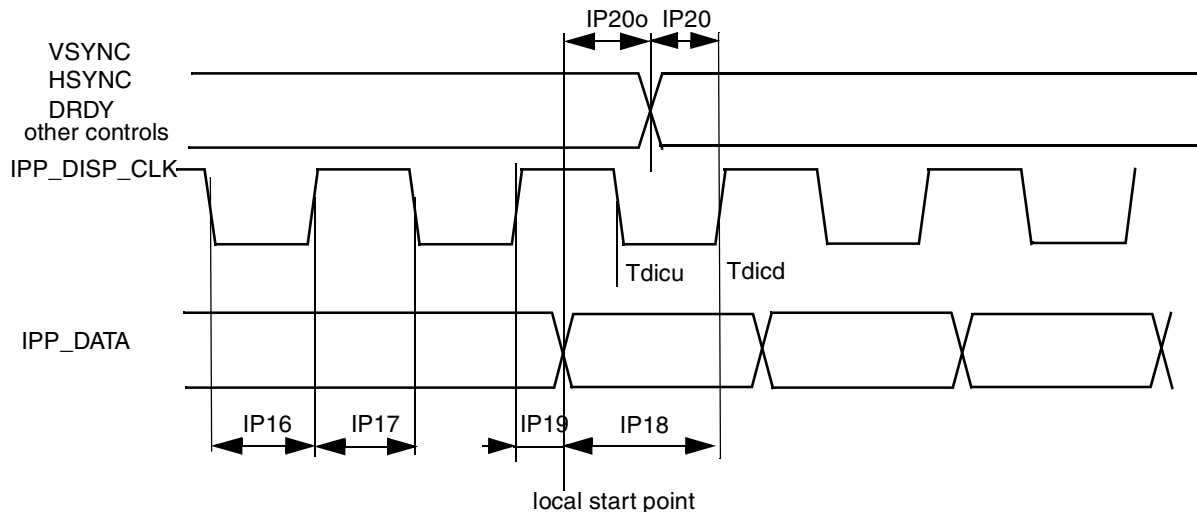 IP20o IP20
VSYNC
HSYNC
DRDY
other controls
IPP_DISP_CLK
Tdicu Tdicd
IPP_DATA
IP16 IP17 IP19 IP18
local start point